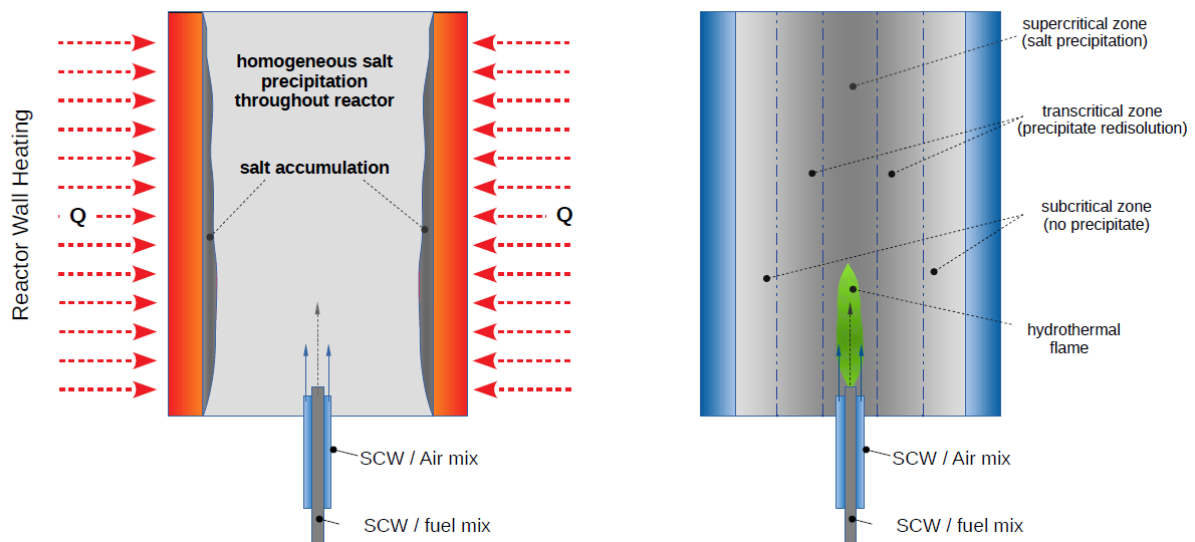 Reactor Wall Heating
homogeneous salt
precipitation
throughout reactor
salt accumulation
Q
Q
SCW / Air mix
SCW / fuel mix
supercritical zone
(salt precipitation)
transcritical zone
(precipitate redisolution)
subcritical zone
(no precipitate)
hydrothermal
flame
SCW / Air mix
SCW / fuel mix